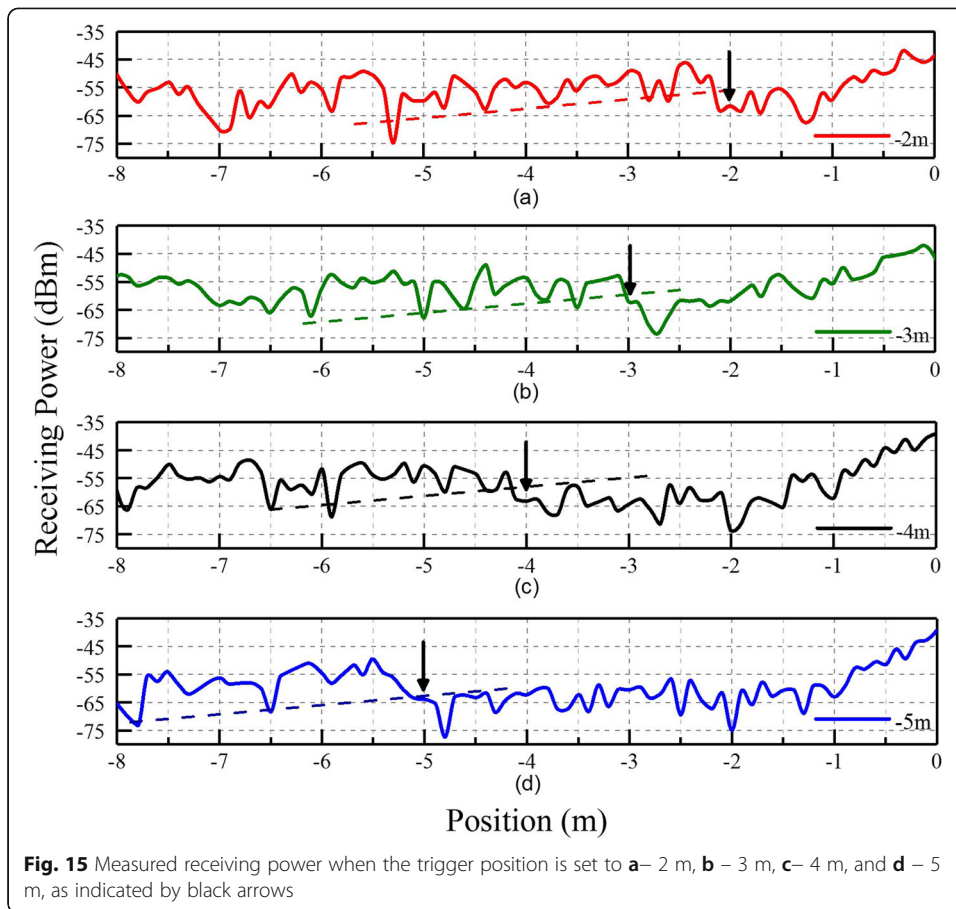 -35
-45
-55
-65
-75
-2m
-8 -7 -6 -5 -4 -3 -2 -1 0
(a)
-35
-45
-55
-65
-75
-3m
-8 -7 -6 -5 -4 -3 -2 -1 0
(b)
Receiving Power (dBm)
-35
-45
-55
-65
-75
-4m
-8 -7 -6 -5 -4 -3 -2 -1 0
(c)
-35
-45
-55
-65
-75
-5m
-8 -7 -6 -5 -4 -3 -2 -1 0
(d)
Position (m)
Fig. 15 Measured receiving power when the trigger position is set to a– 2 m, b – 3 m, c– 4 m, and d – 5
m, as indicated by black arrows